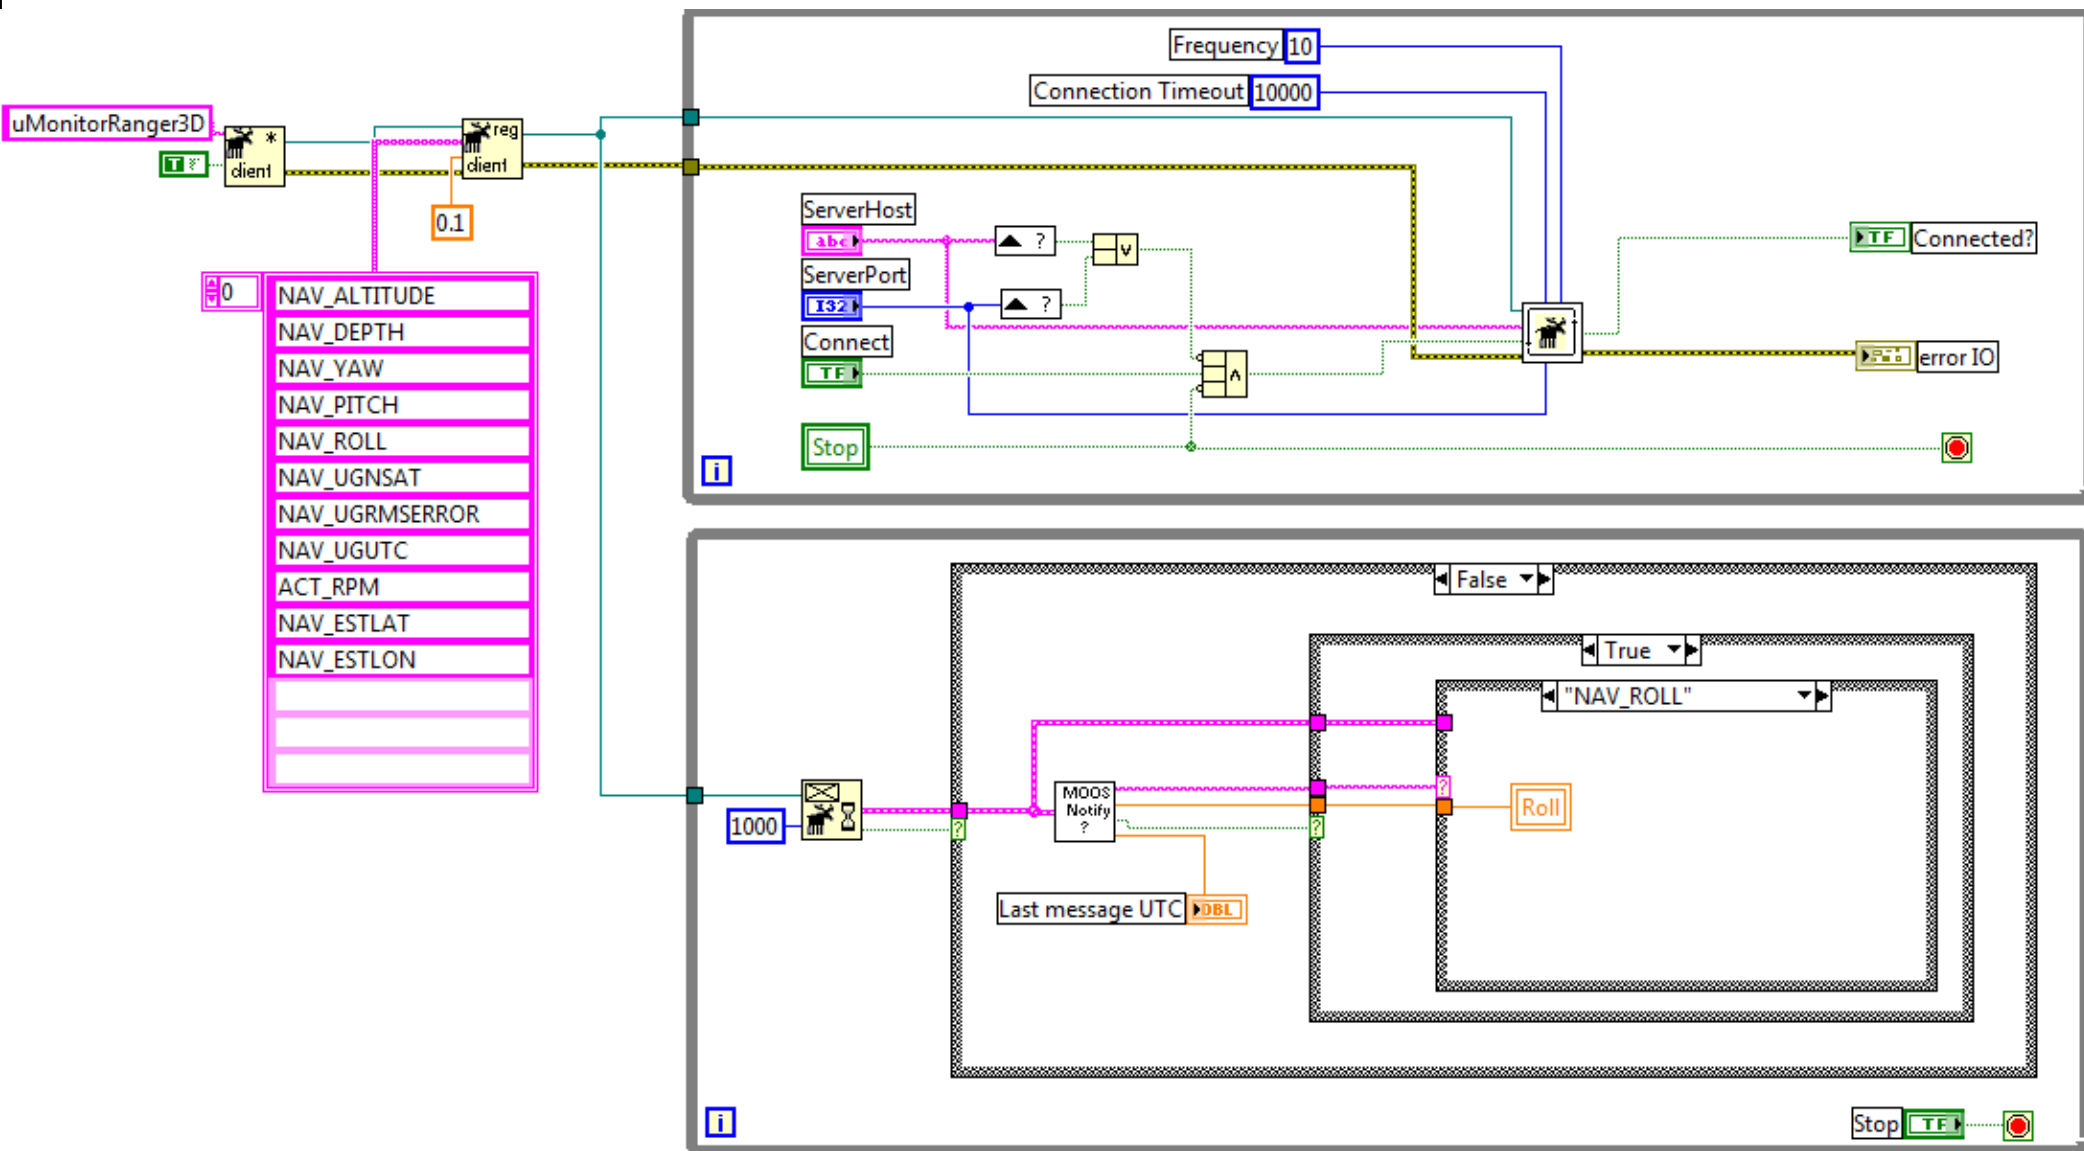 Frequency 10
Connection Timeout 10000
uMonitorRanger3D
*
client
T
reg
client
0.1
ServerHost
abc
?
V
ServerPort
I32
?
Connect
TF
Λ
TF Connected?
error IO
Stop
i
0
NAV_ALTITUDE
NAV_DEPTH
NAV_YAW
NAV_PITCH
NAV_ROLL
NAV_UGNSAT
NAV_UGRMSERROR
NAV_UGUTC
ACT_RPM
NAV_ESTLAT
NAV_ESTLON
False
True
"NAV_ROLL"
1000
?
MOOS
Notify
?
?
?
Roll
Last message UTC DBL
i
Stop TF